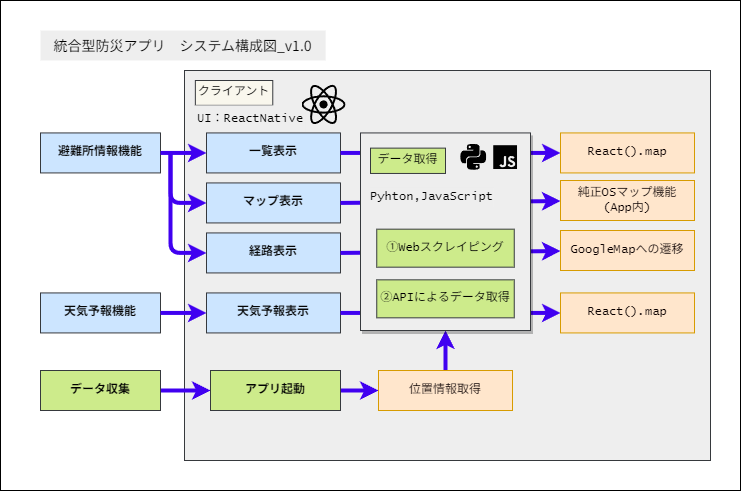 統合型防災アプリ　システム構成図_v1.0
クライアント
UI：ReactNative
避難所情報機能
一覧表示
データ取得
JS
React().map
マップ表示
Pyhton,JavaScript
純正OSマップ機能
(App内)
経路表示
①Webスクレイピング
GoogleMapへの遷移
天気予報機能
天気予報表示
②APIによるデータ取得
React().map
データ収集
アプリ起動
位置情報取得